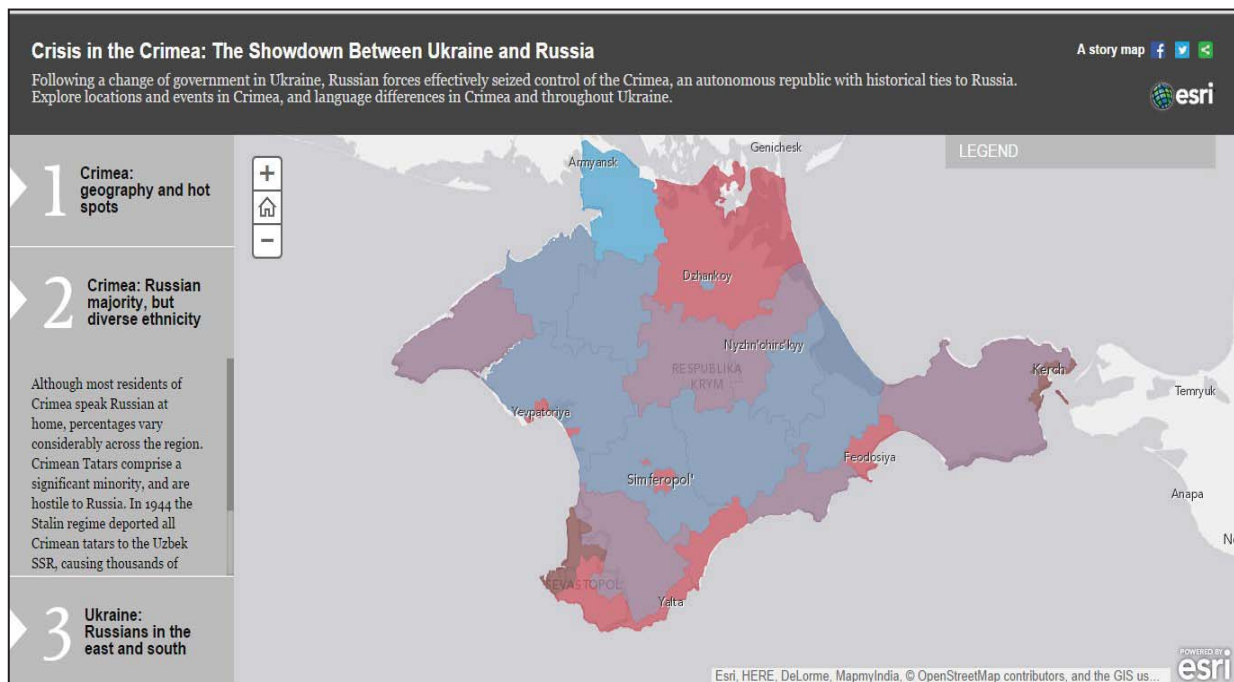 Crisis in the Crimea: The Showdown Between Ukraine and Russia
A story map
Following a change of government in Ukraine, Russian forces effectively seized control of the Crimea, an autonomous republic with historical ties to Russia.
Explore locations and events in Crimea, and language differences in Crimea and throughout Ukraine.
esri
1
Crimea:
geography and hot
spots
2
Crimea: Russian
majority, but
diverse ethnicity
Although most residents of
Crimea speak Russian at
home, percentages vary
considerably across the region.
Crimean Tatars comprise a
significant minority, and are
hostile to Russia. In 1944 the
Stalin regime deported all
Crimean tatars to the Uzbek
SSR, causing thousands of
3
Ukraine:
Russians in the
east and south
+
−
LEGEND
Armyansk
Genichesk
Dzhankoy
Nyzhn'ohirs'kyy
RESPUBLIKA
KRYM
Kerch
Temryuk
Yevpatoriya
Feodosiya
Simferopol'
Anapa
SEVASTOPOL'
Yalta
Esri, HERE, DeLorme, MapmyIndia, © OpenStreetMap contributors, and the GIS us...
POWERED BY
esri